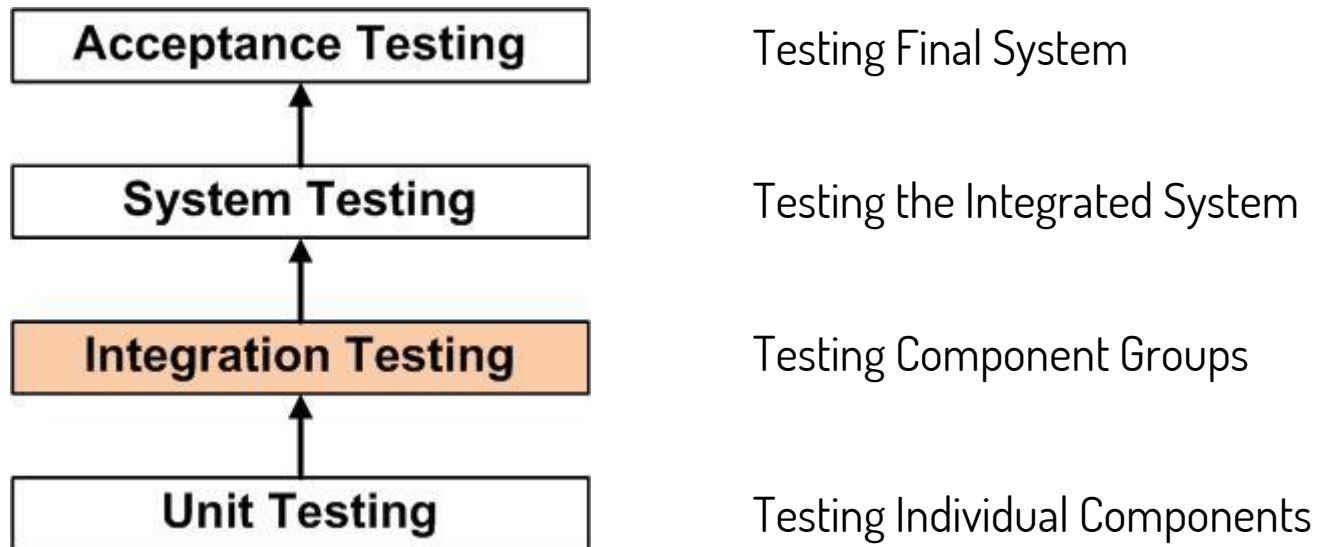 Acceptance Testing
Testing Final System
System Testing
Testing the Integrated System
Integration Testing
Testing Component Groups
Unit Testing
Testing Individual Components